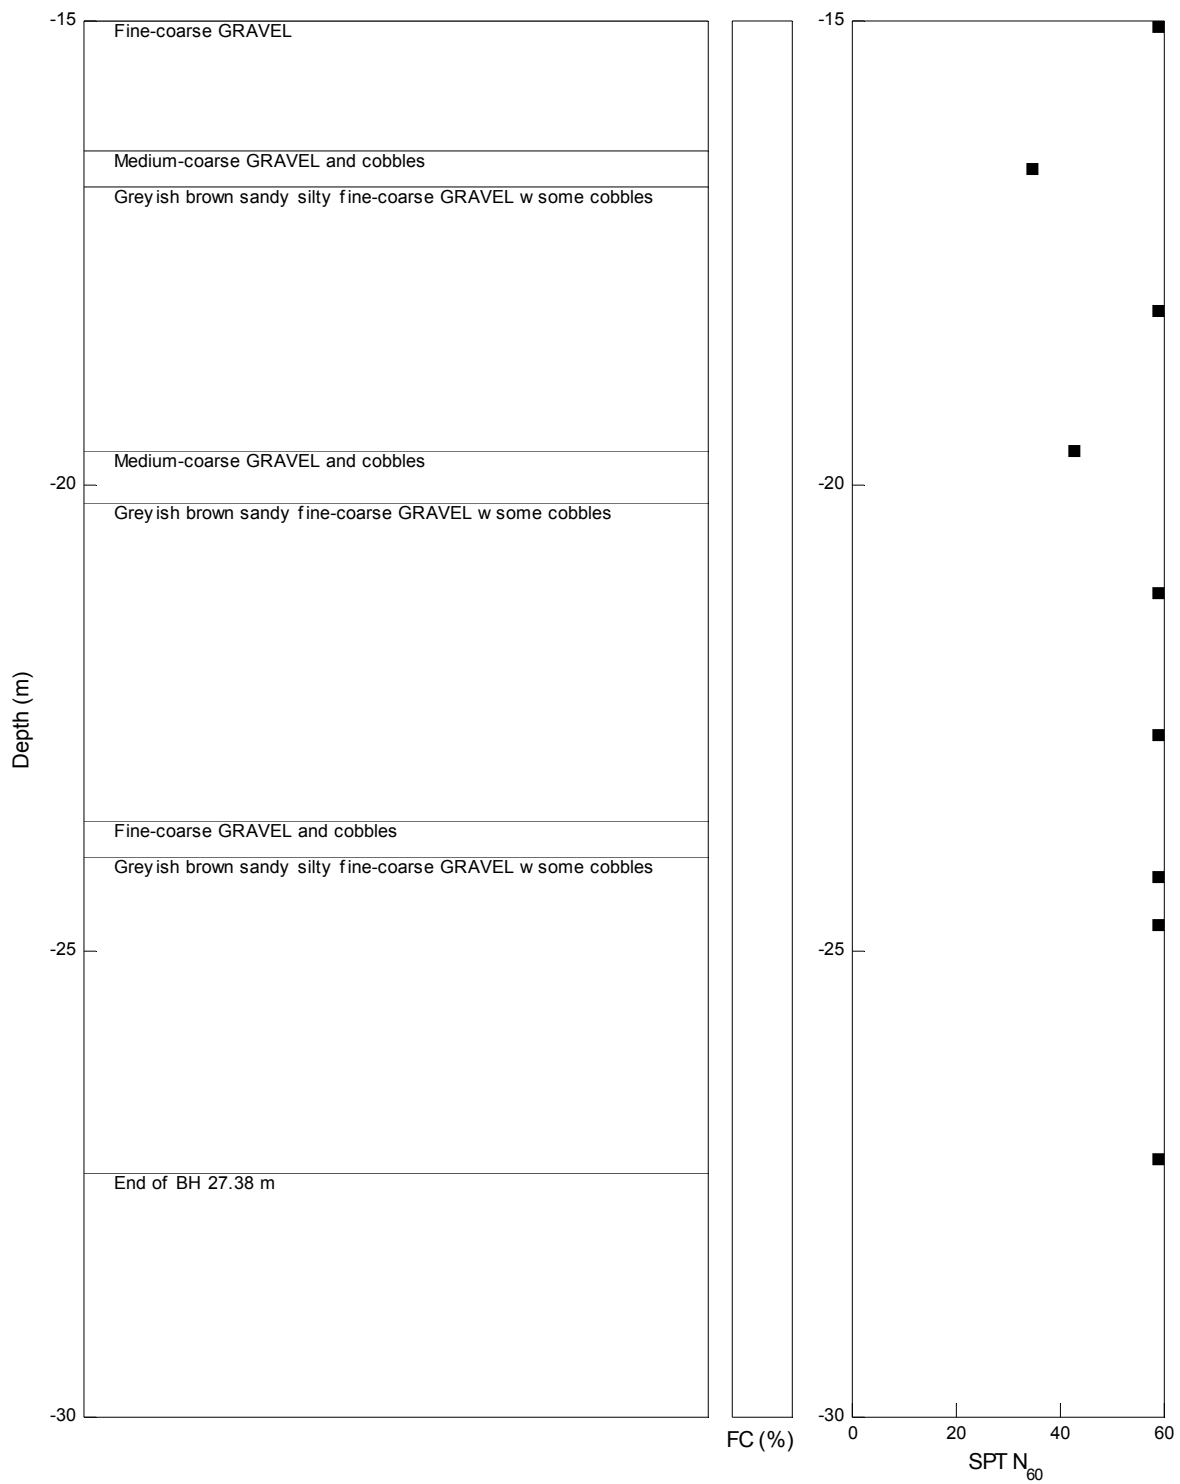 -15
Fine-coarse GRAVEL
Medium-coarse GRAVEL and cobbles
Greyish brown sandy silty fine-coarse GRAVEL w some cobbles
Medium-coarse GRAVEL and cobbles
-20
Greyish brown sandy fine-coarse GRAVEL w some cobbles
Depth (m)
Fine-coarse GRAVEL and cobbles
Greyish brown sandy silty fine-coarse GRAVEL w some cobbles
-25
End of BH 27.38 m
-30
FC (%)
-15
-20
-25
-30
0 20 40 60
SPT N60